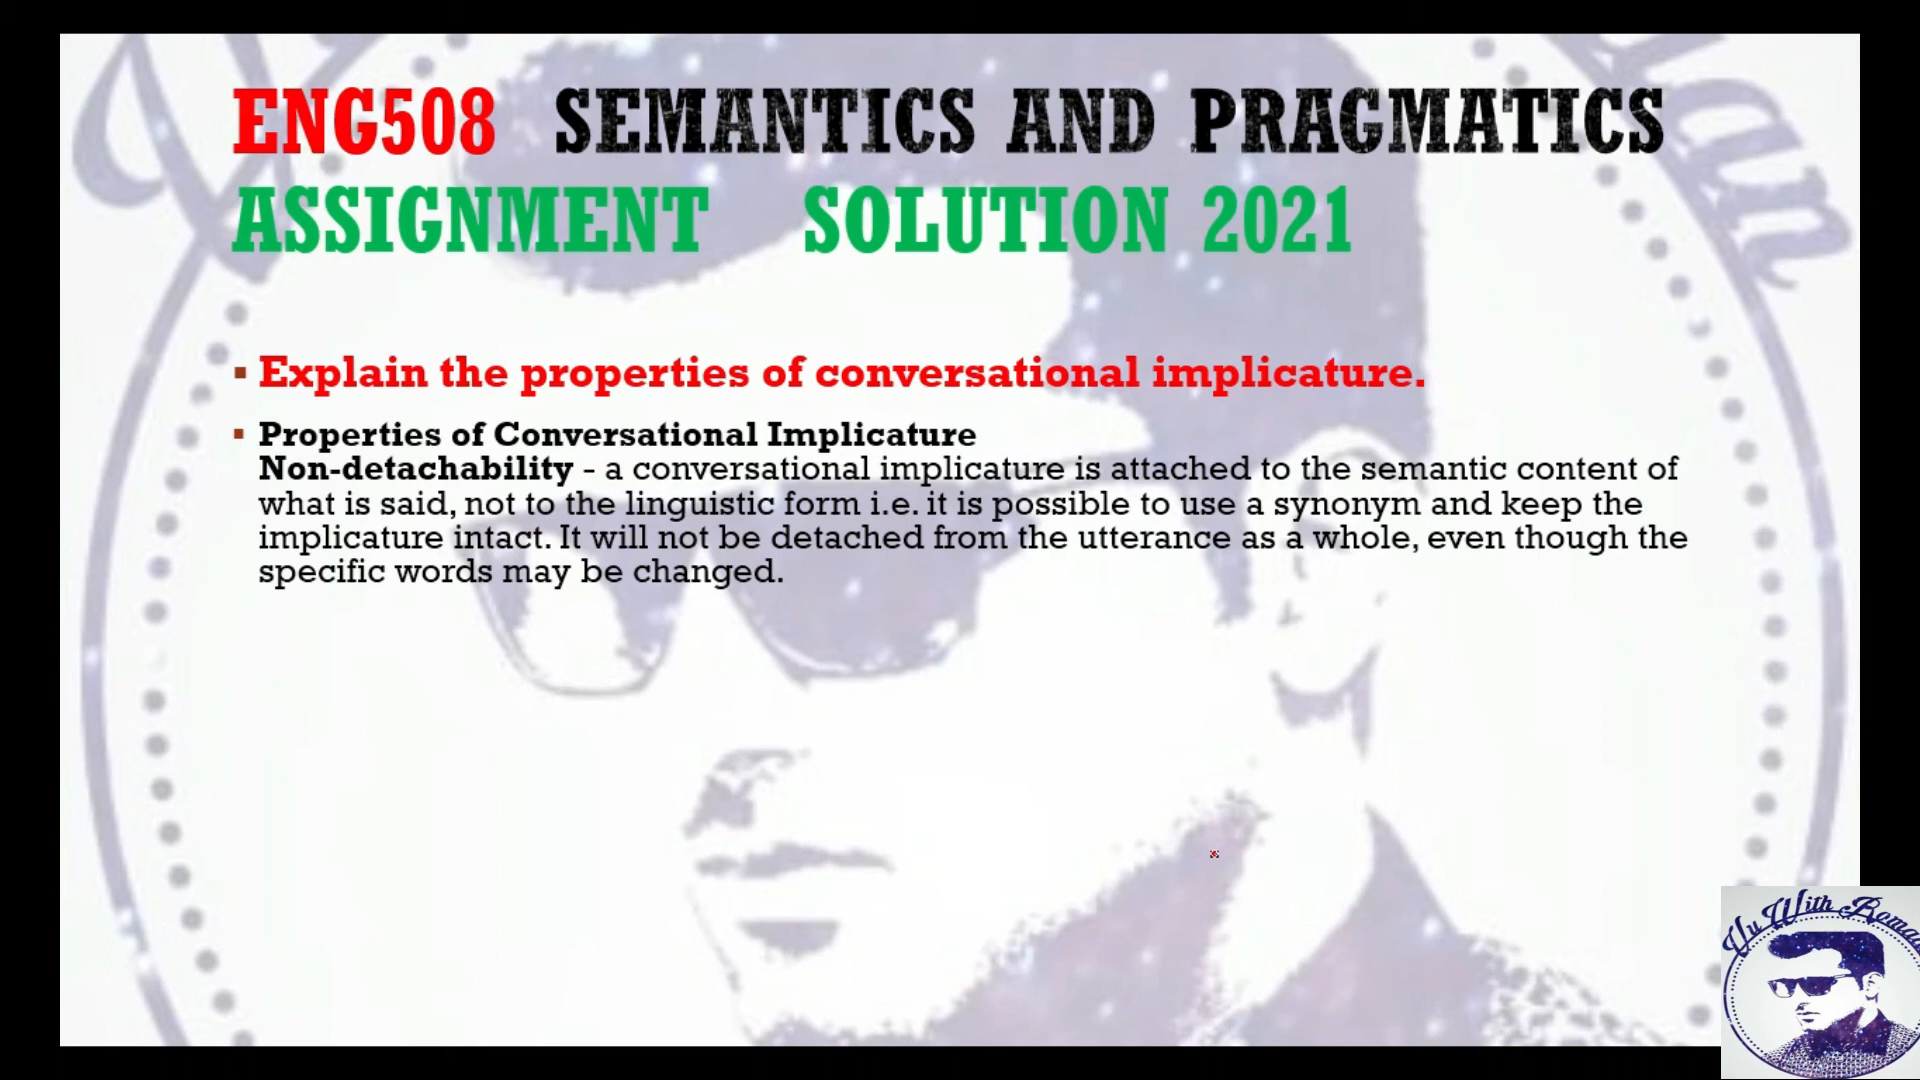 ENG508 SEMANTICS AND PRAGMATICS
ASSIGNMENT SOLUTION 2021
▪ Explain the properties of conversational implicature.
▪ Properties of Conversational Implicature
Non-detachability - a conversational implicature is attached to the semantic content of
what is said, not to the linguistic form i.e. it is possible to use a synonym and keep the
implicature intact. It will not be detached from the utterance as a whole, even though the
specific words may be changed.
Vu With